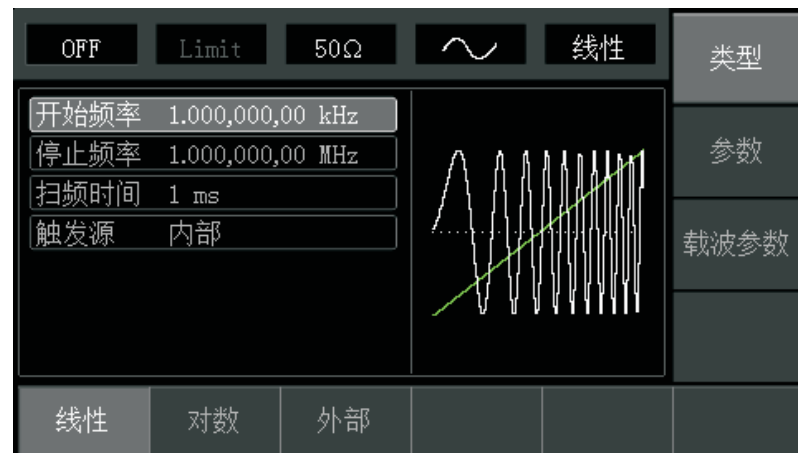 OFF Limit 50Ω 线性 类型
开始频率 1.000,000,00 kHz
停止频率 1.000,000,00 MHz
参数
扫频时间 1 ms
触发源 内部
载波参数
线性 对数 外部